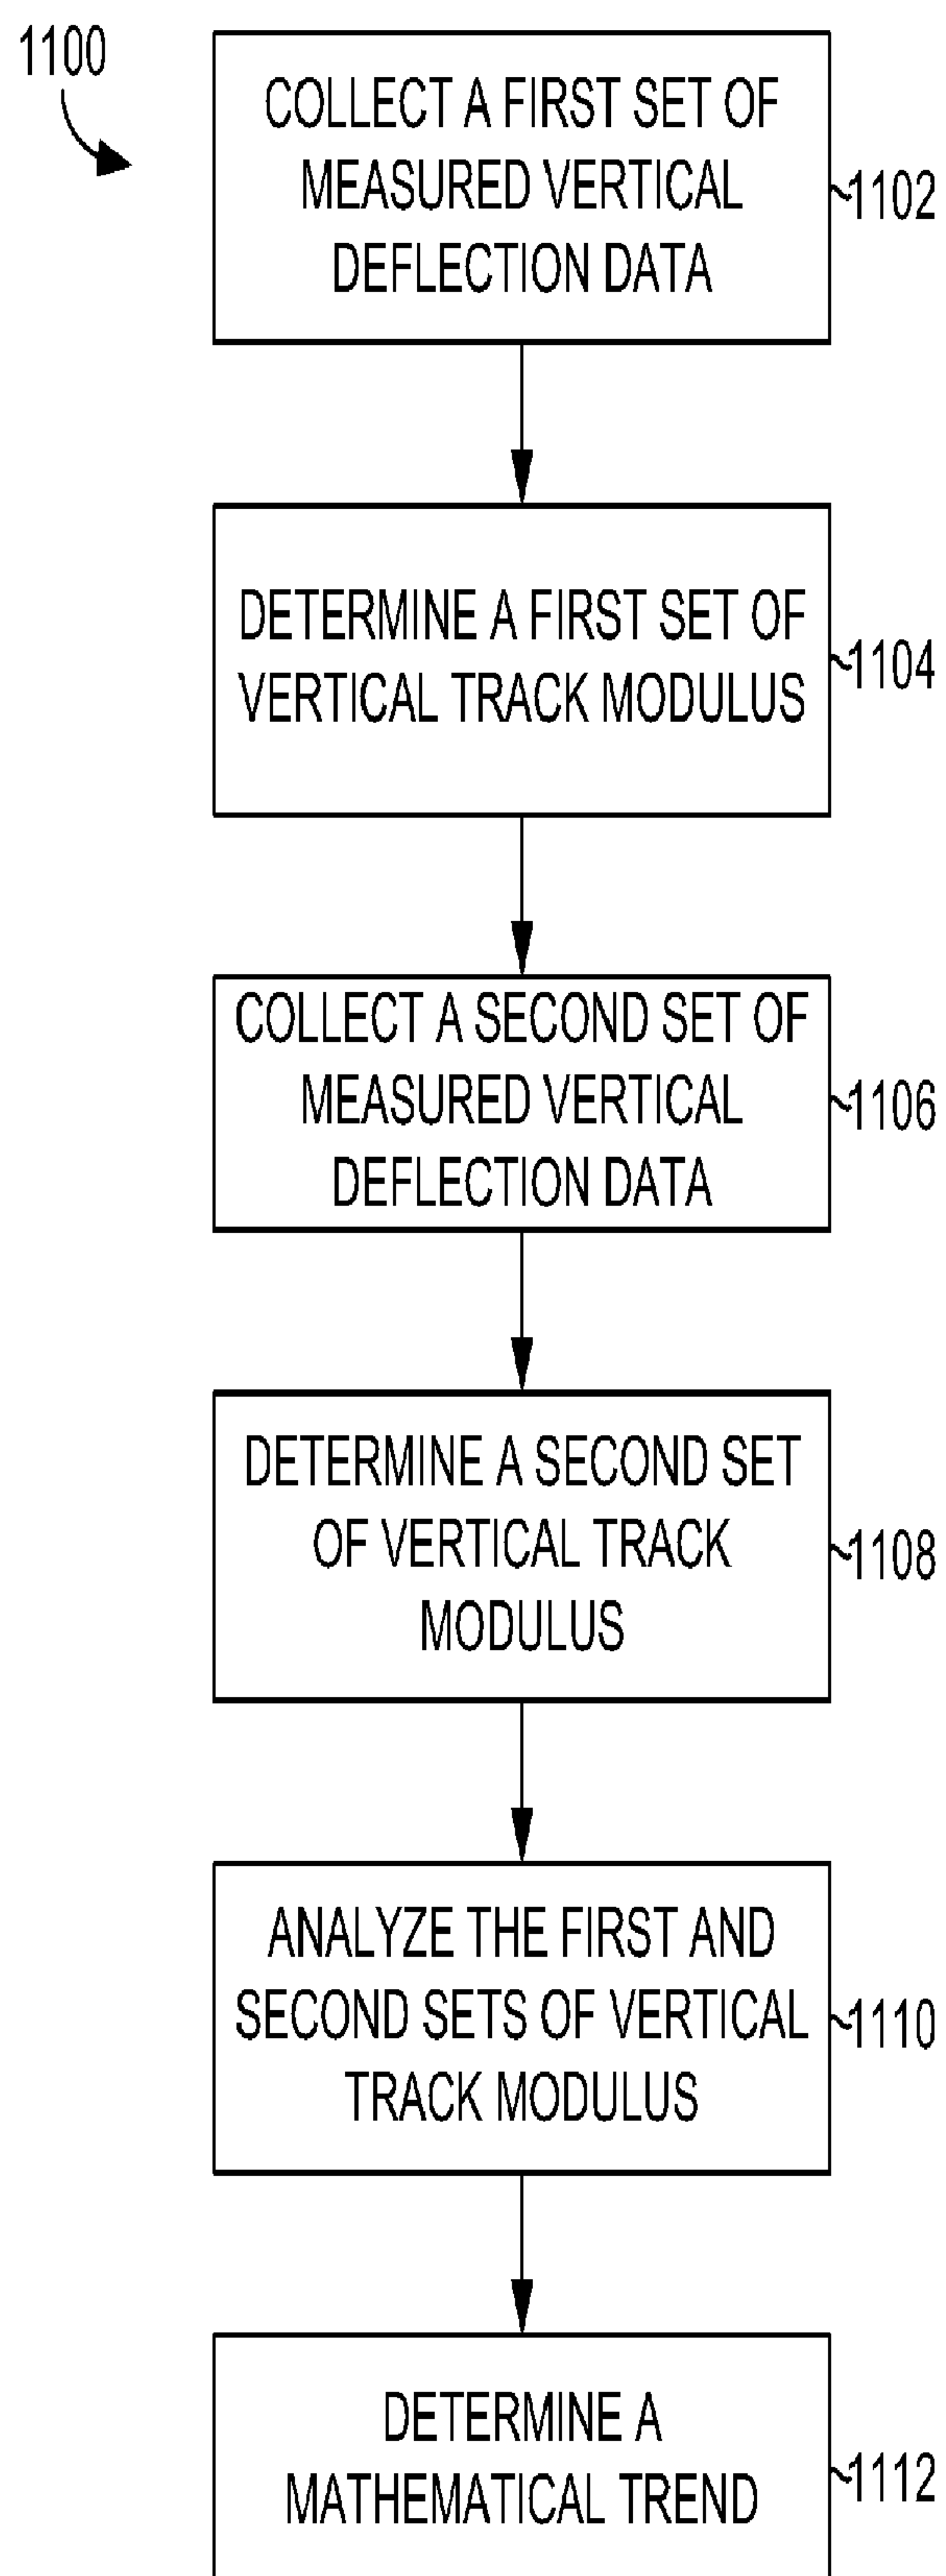 1100
COLLECT A FIRST SET OF
MEASURED VERTICAL
DEFLECTION DATA
1102
DETERMINE A FIRST SET OF
VERTICAL TRACK MODULUS
1104
COLLECT A SECOND SET OF
MEASURED VERTICAL
DEFLECTION DATA
1106
DETERMINE A SECOND SET
OF VERTICAL TRACK
MODULUS
1108
ANALYZE THE FIRST AND
SECOND SETS OF VERTICAL
TRACK MODULUS
1110
DETERMINE A
MATHEMATICAL TREND
1112